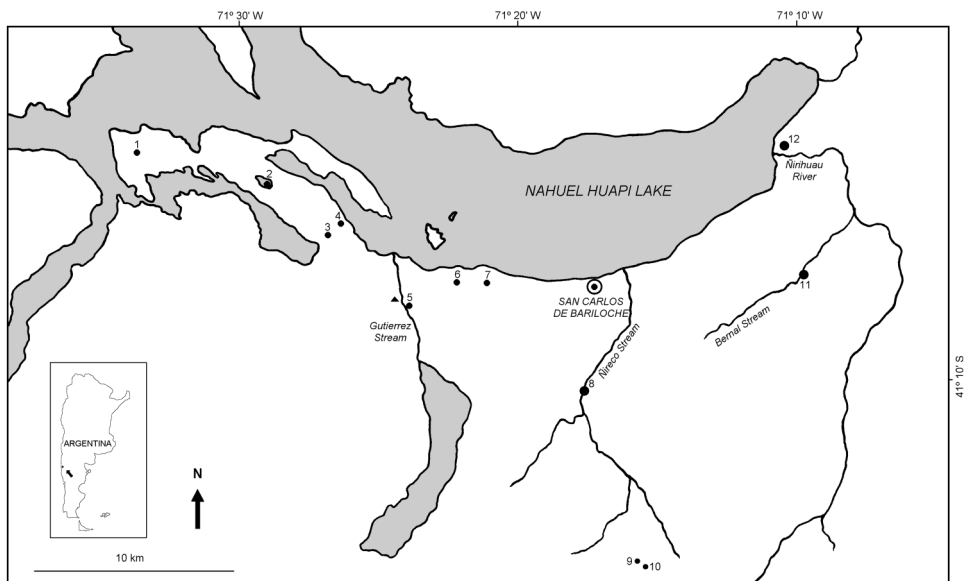 71º 30' W
71º 20' W
71º 10' W
1
2
3
4
5
6
7
8
9
10
11
12
NAHUEL HUAPI LAKE
Ñirihuau
River
SAN CARLOS
DE BARILOCHE
Gutierrez
Stream
Ñireco Stream
Bernal Stream
41º 10' S
ARGENTINA
N
10 km